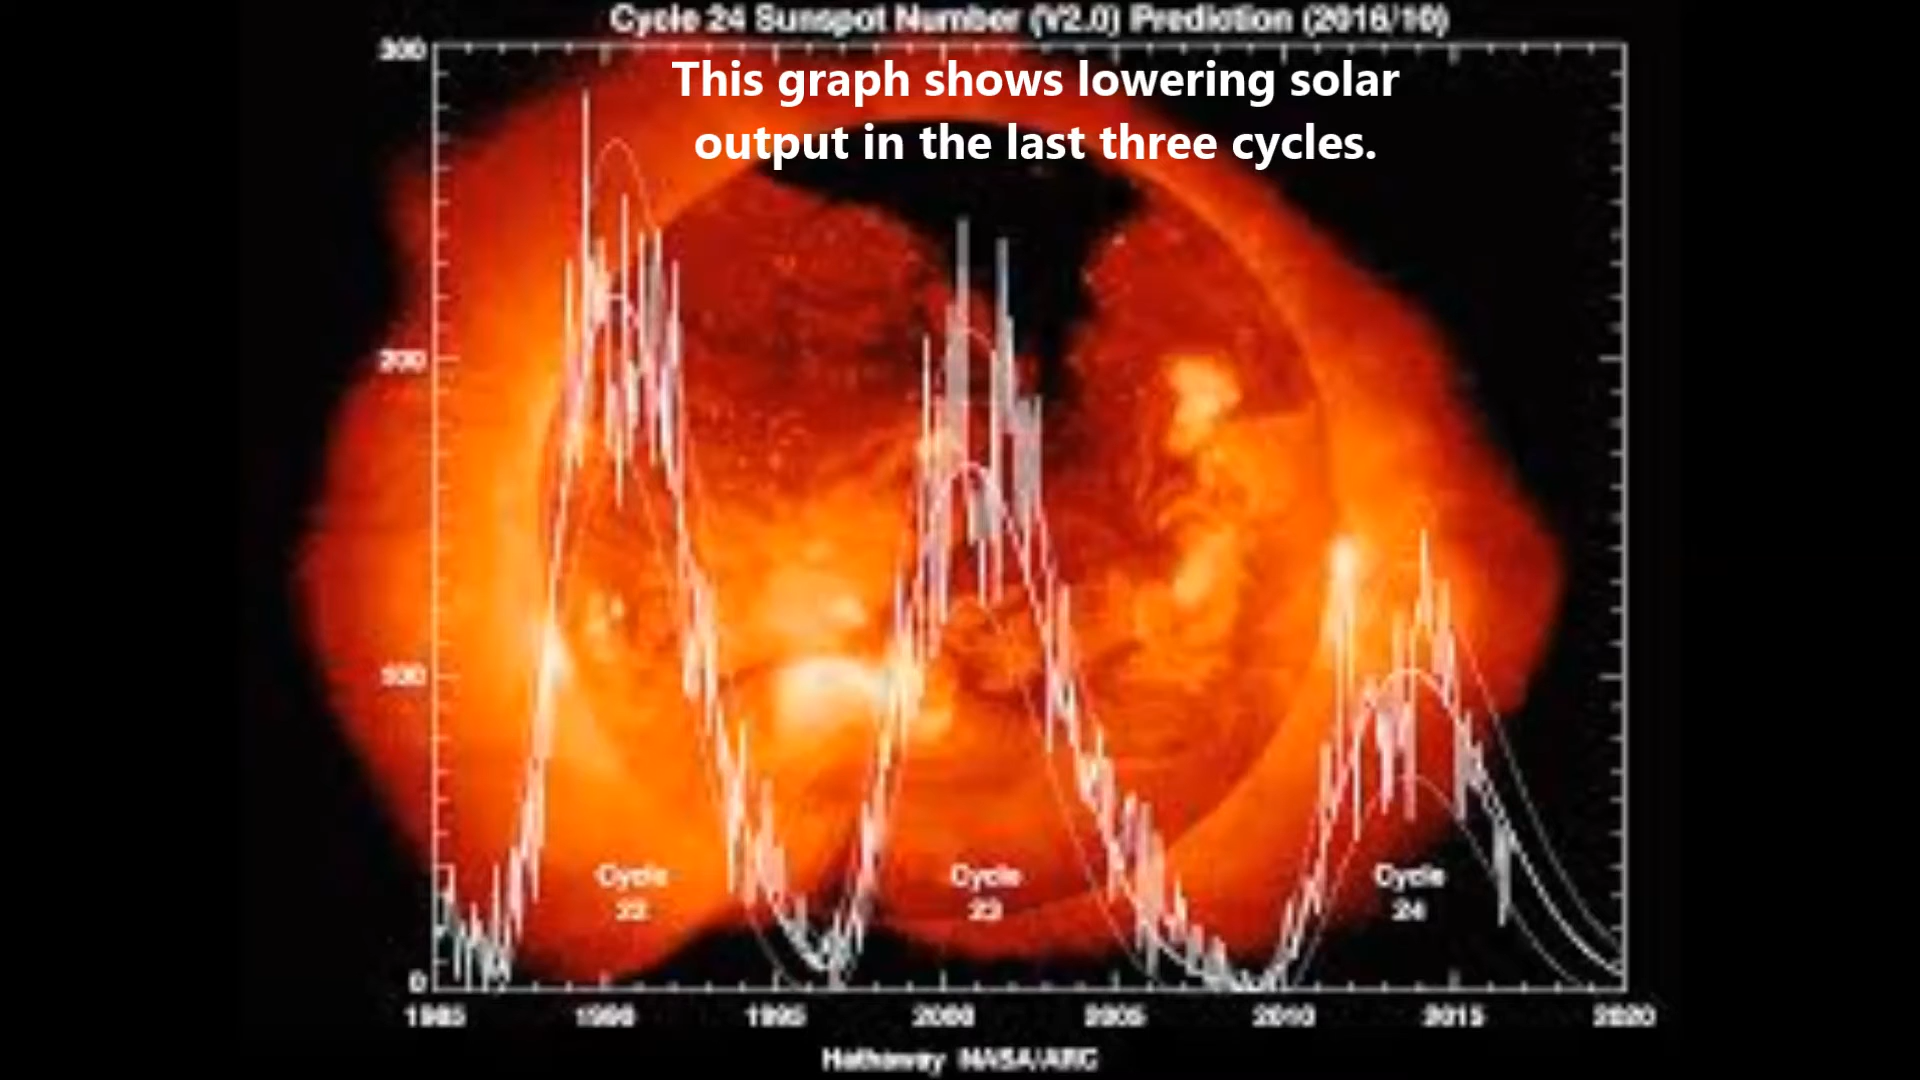 Cycle 24 Sunspot Number (V2.0) Prediction (2016/10)
This graph shows lowering solar
output in the last three cycles.
300
200
100
0
Cycle
22
Cycle
23
Cycle
24
1985 1990 1995 2000 2005 2010 2015 2020
Hathaway NASA/ARC